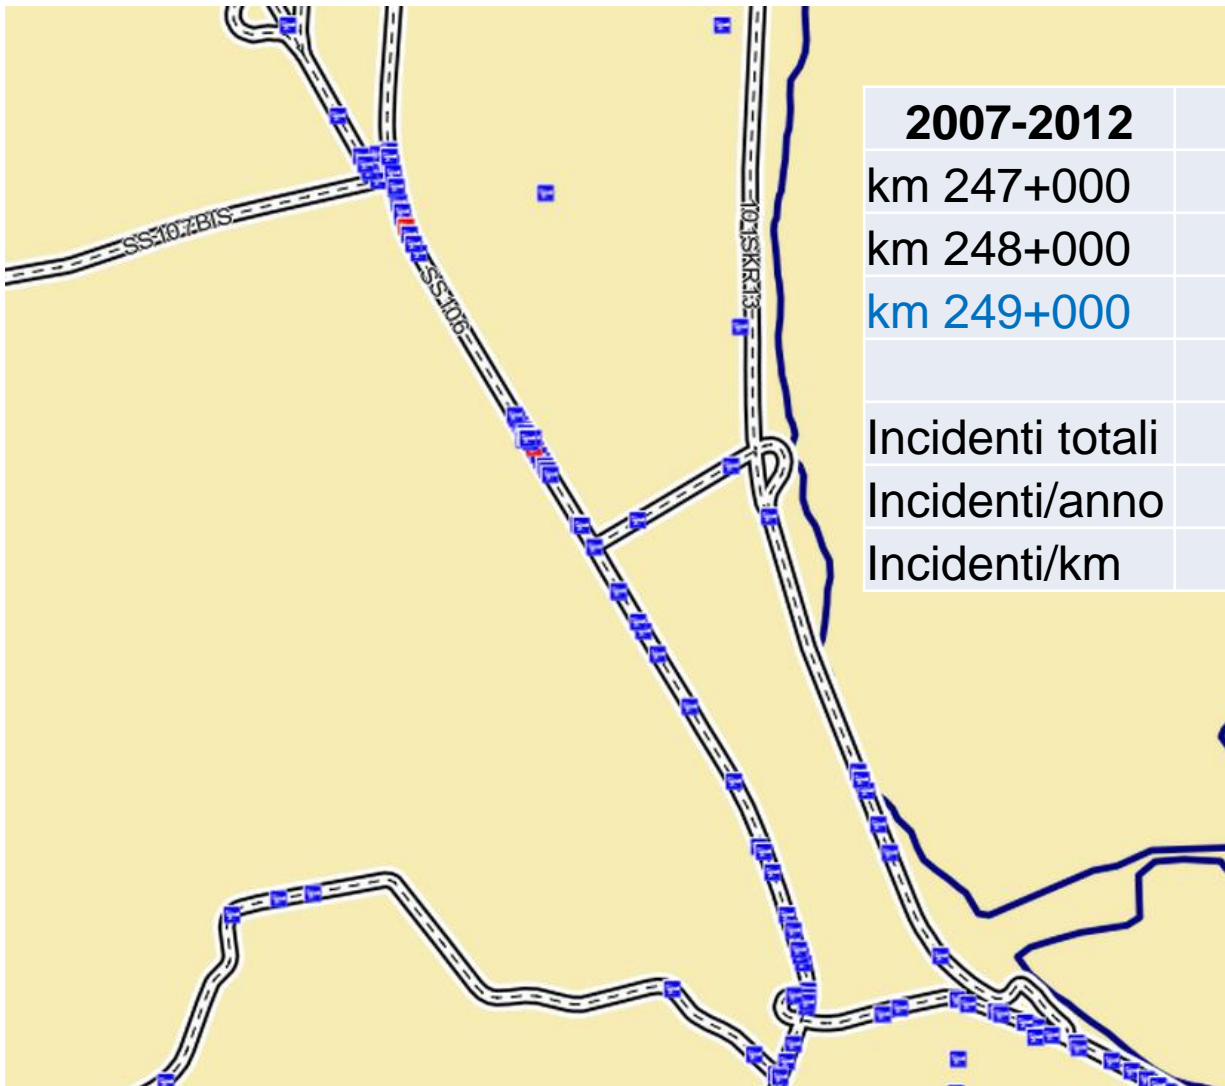 2007-2012
km 247+000
km 248+000
km 249+000
Incidenti totali
Incidenti/anno
Incidenti/km
SS107BIS
SS106
101SKR13